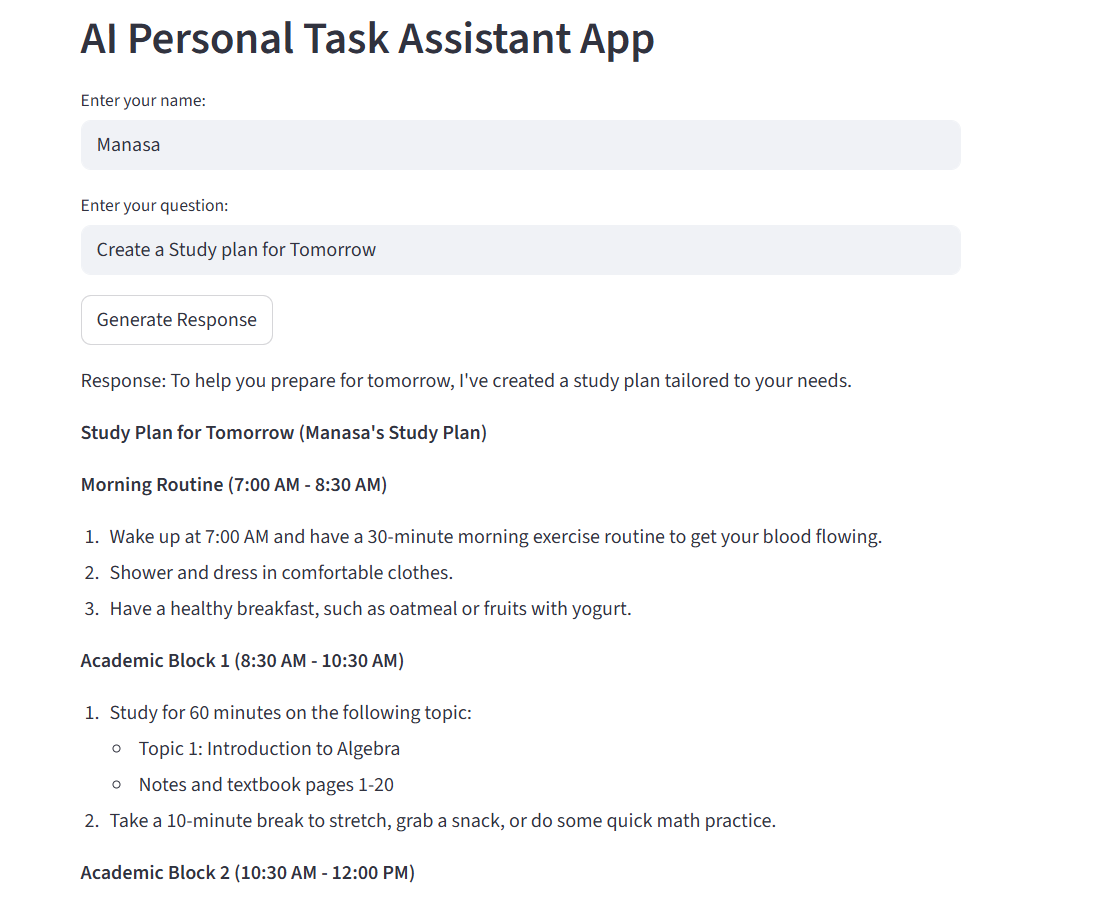 AI Personal Task Assistant App
Enter your name:
Manasa
Enter your question:
Create a Study plan for Tomorrow
Generate Response
Response: To help you prepare for tomorrow, I've created a study plan tailored to your needs.
Study Plan for Tomorrow (Manasa's Study Plan)
Morning Routine (7:00 AM - 8:30 AM)
1. Wake up at 7:00 AM and have a 30-minute morning exercise routine to get your blood flowing.
2. Shower and dress in comfortable clothes.
3. Have a healthy breakfast, such as oatmeal or fruits with yogurt.
Academic Block 1 (8:30 AM - 10:30 AM)
1. Study for 60 minutes on the following topic:
○ Topic 1: Introduction to Algebra
○ Notes and textbook pages 1-20
2. Take a 10-minute break to stretch, grab a snack, or do some quick math practice.
Academic Block 2 (10:30 AM - 12:00 PM)